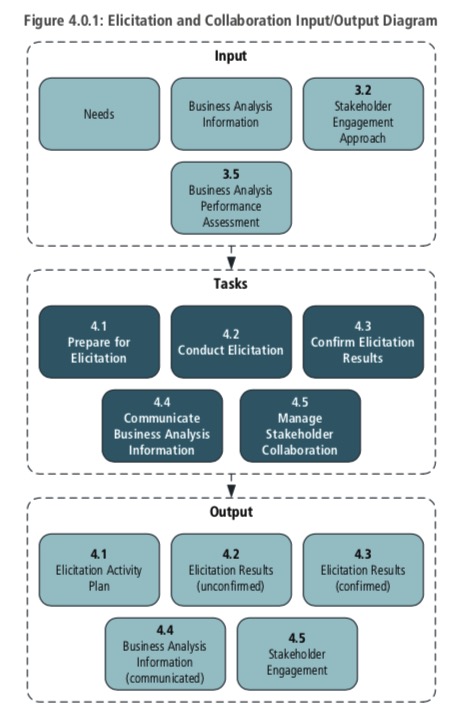 Figure 4.0.1: Elicitation and Collaboration Input/Output Diagram
Input
Needs
Business Analysis
Information
3.2
Stakeholder
Engagement
Approach
3.5
Business Analysis
Performance
Assessment
Tasks
4.1
Prepare for
Elicitation
4.2
Conduct Elicitation
4.3
Confirm Elicitation
Results
4.4
Communicate
Business Analysis
Information
4.5
Manage
Stakeholder
Collaboration
Output
4.1
Elicitation Activity
Plan
4.2
Elicitation Results
(unconfirmed)
4.3
Elicitation Results
(confirmed)
4.4
Business Analysis
Information
(communicated)
4.5
Stakeholder
Engagement